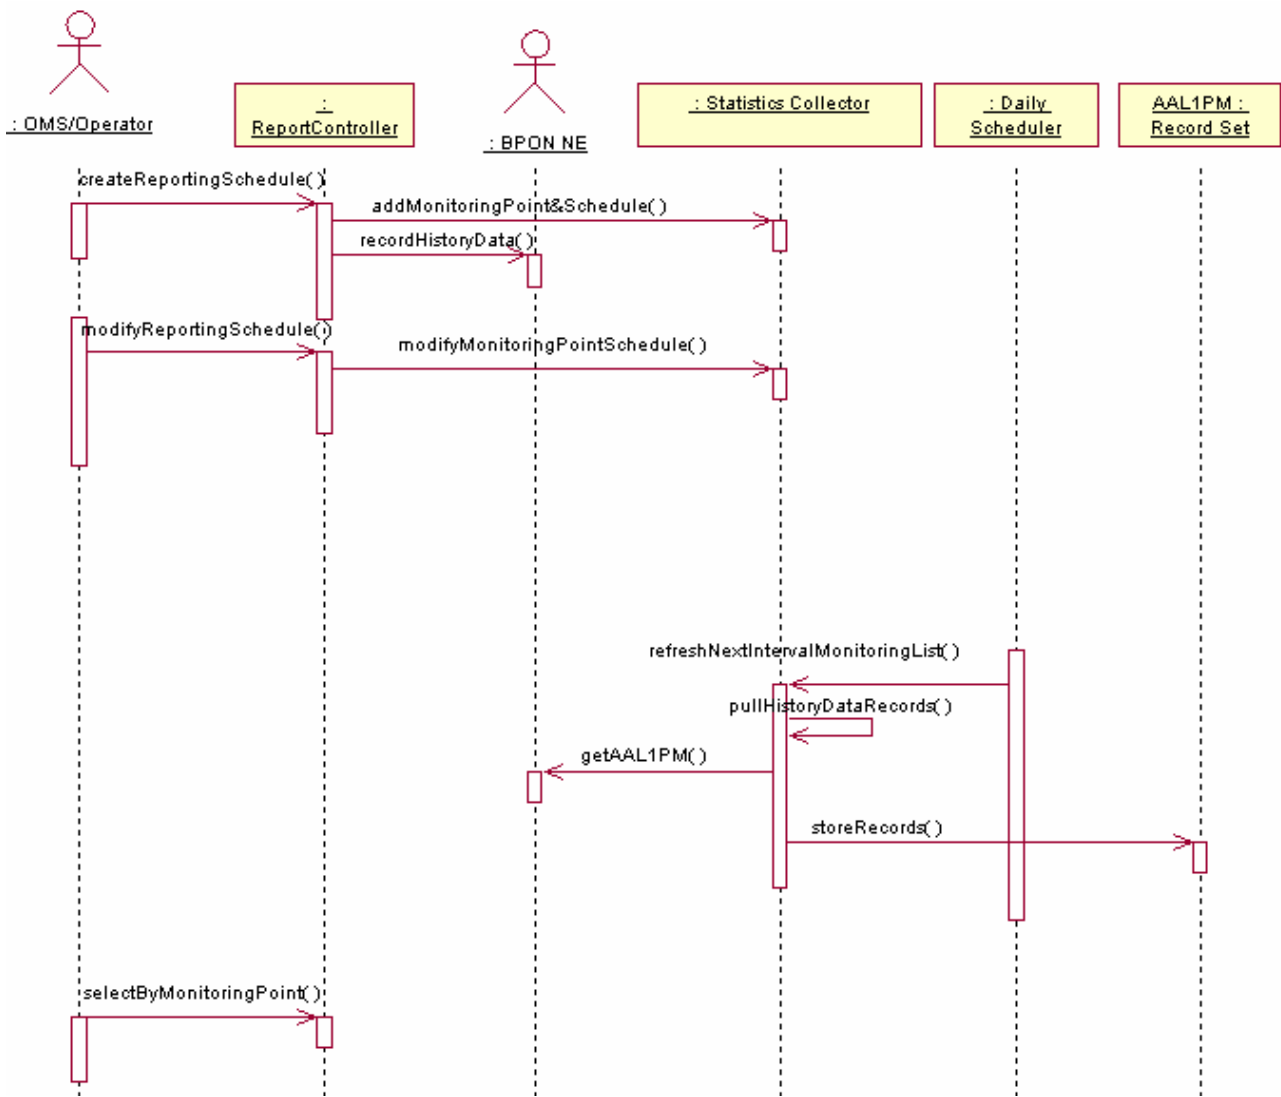 : OMS/Operator
:
ReportController
: BPON NE
: Statistics Collector
: Daily
Scheduler
AAL1PM :
Record Set
createReportingSchedule( )
addMonitoringPoint&Schedule( )
recordHistoryData( )
modifyReportingSchedule( )
modifyMonitoringPointSchedule( )
refreshNextIntervalMonitoringList( )
pullHistoryDataRecords( )
getAAL1PM( )
storeRecords( )
selectByMonitoringPoint( )